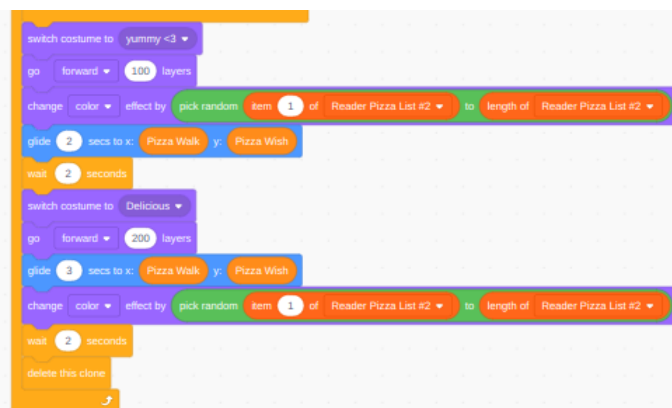 switch costume to yummy <3
go forward 100 layers
change color effect by pick random item 1 of Reader Pizza List #2 to length of Reader Pizza List #2
glide 2 secs to x: Pizza Walk y: Pizza Wish
wait 2 seconds
switch costume to Delicious
go forward 200 layers
glide 3 secs to x: Pizza Walk y: Pizza Wish
change color effect by pick random item 1 of Reader Pizza List #2 to length of Reader Pizza List #2
wait 2 seconds
delete this clone